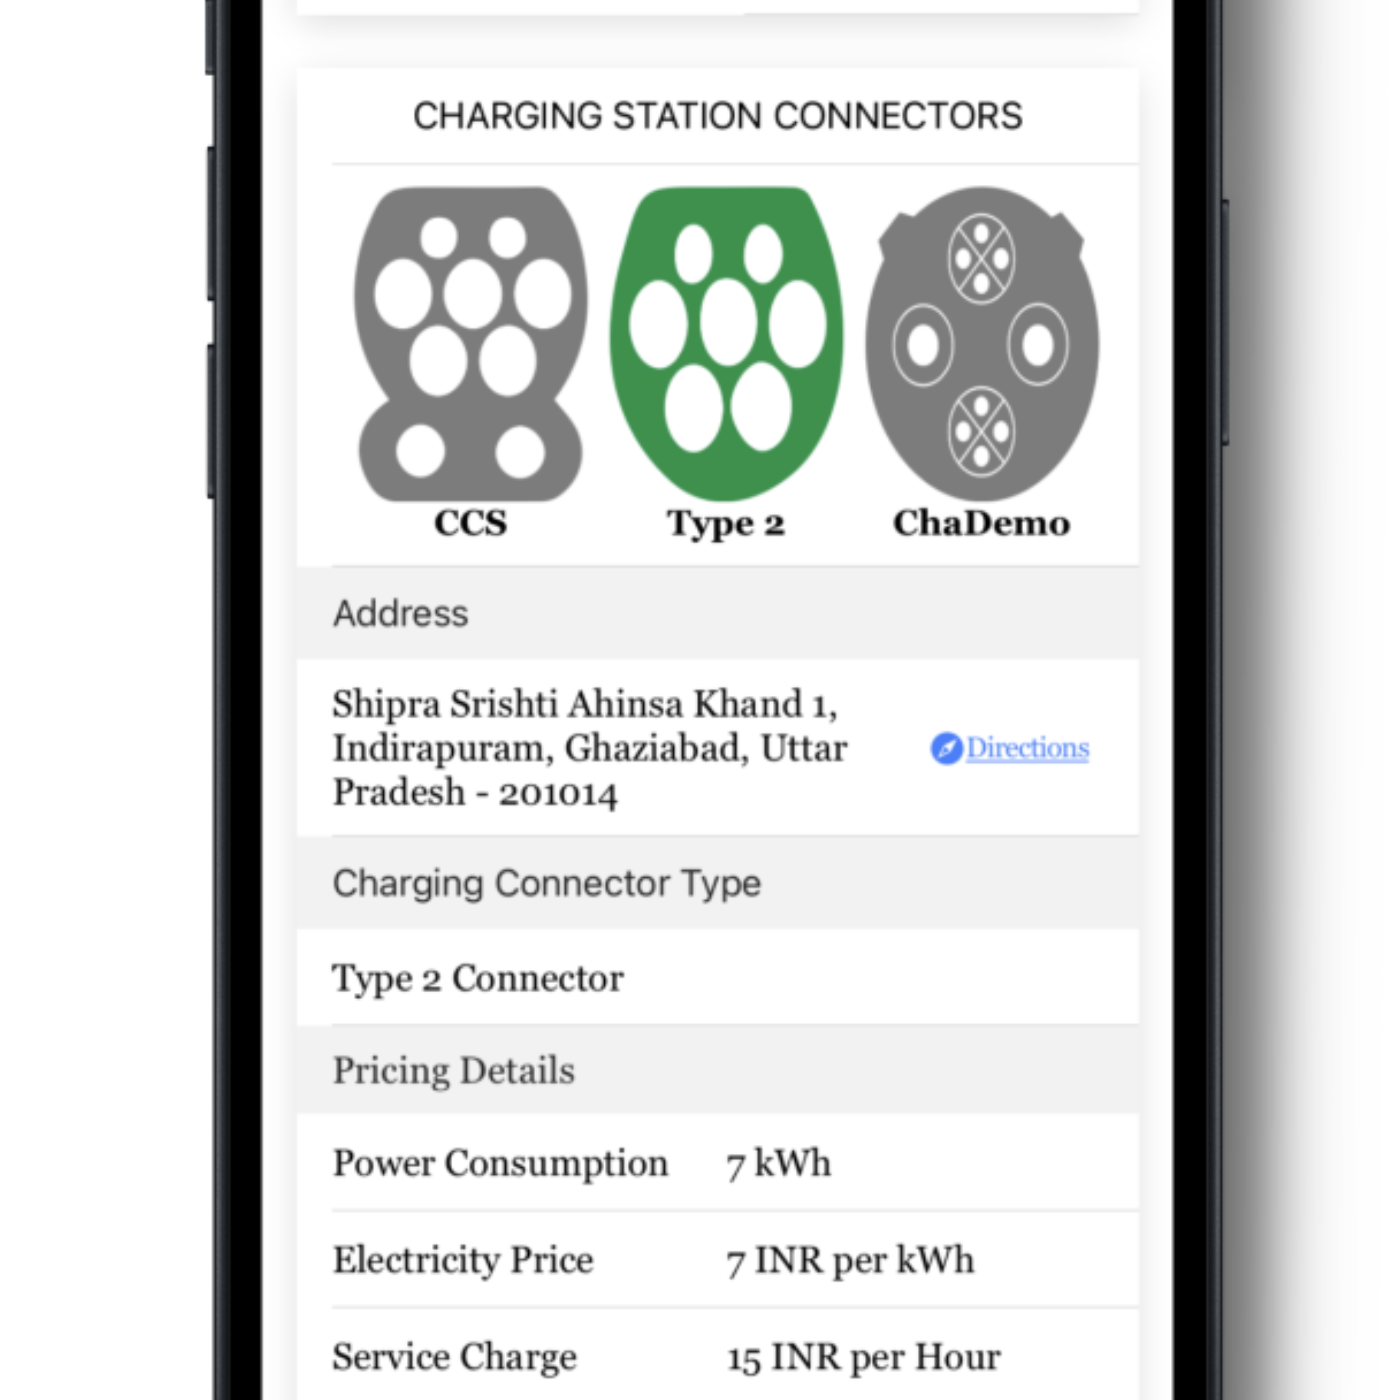 CHARGING STATION CONNECTORS
CCS
Type 2
ChaDemo
Address
Shipra Srishti Ahinsa Khand 1,
Indirapuram, Ghaziabad, Uttar
Pradesh - 201014
Directions
Charging Connector Type
Type 2 Connector
Pricing Details
Power Consumption 7 kWh
Electricity Price 7 INR per kWh
Service Charge 15 INR per Hour